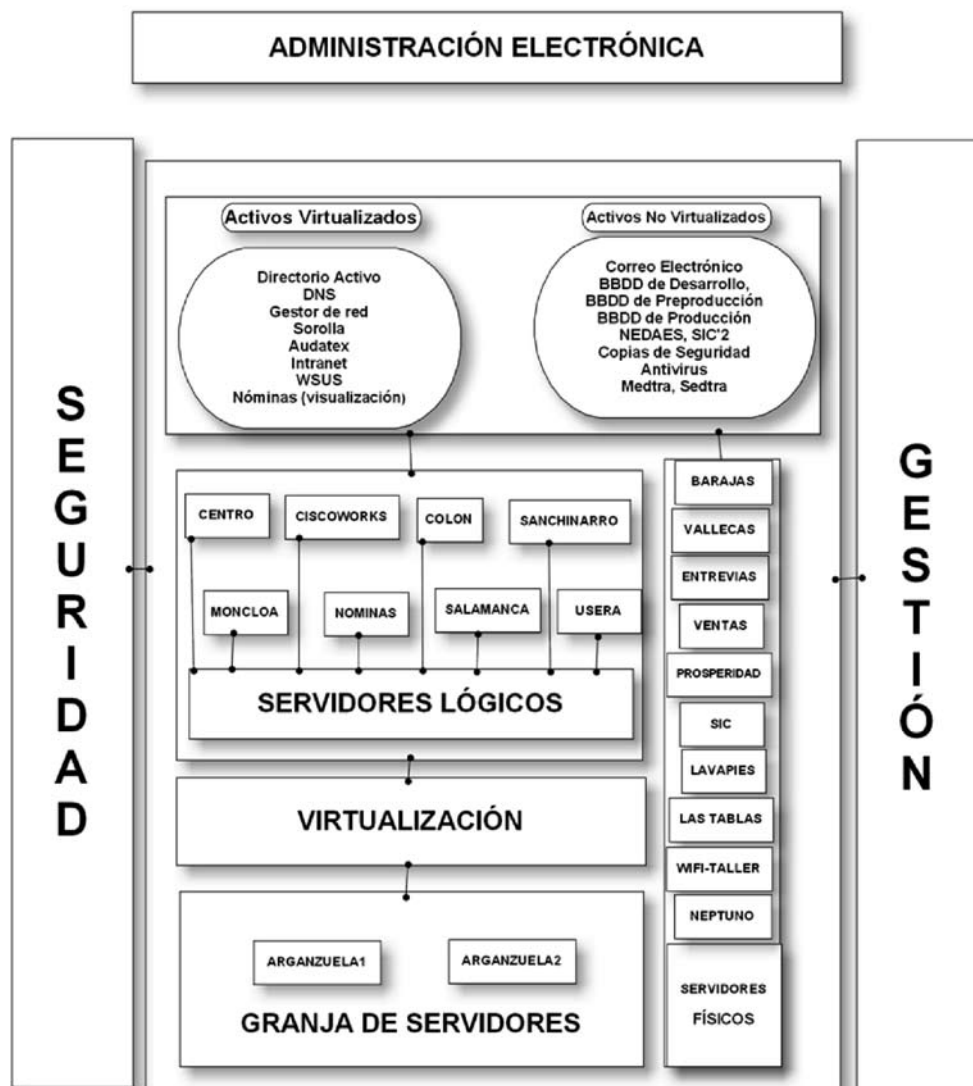 ADMINISTRACIÓN ELECTRÓNICA
SEGURIDAD
Activos Virtualizados
Directorio Activo
DNS
Gestor de red
Sorolla
Audatex
Intranet
WSUS
Nóminas (visualización)
Activos No Virtualizados
Correo Electrónico
BBDD de Desarrollo,
BBDD de Preproducción
BBDD de Producción
NEDAES, SIC'2
Copias de Seguridad
Antivirus
Medtra, Sedtra
CENTRO
CISCOWORKS
COLON
SANCHINARRO
MONCLOA
NOMINAS
SALAMANCA
USERA
SERVIDORES LÓGICOS
VIRTUALIZACIÓN
ARGANZUELA1
ARGANZUELA2
GRANJA DE SERVIDORES
BARAJAS
VALLECAS
ENTREVIAS
VENTAS
PROSPERIDAD
SIC
LAVAPIES
LAS TABLAS
WIFI-TALLER
NEPTUNO
SERVIDORES
FÍSICOS
GESTIÓN